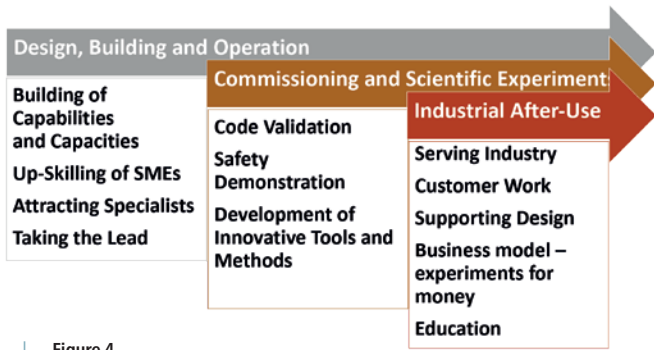 Design, Building and Operation
Building of
Capabilities
and Capacities
Up-Skilling of SMEs
Attracting Specialists
Taking the Lead
Commissioning and Scientific Experiment
Code Validation
Safety
Demonstration
Development of
Innovative Tools and
Methods
Industrial After-Use
Serving Industry
Customer Work
Supporting Design
Business model –
experiments for
money
Education
Figure 4